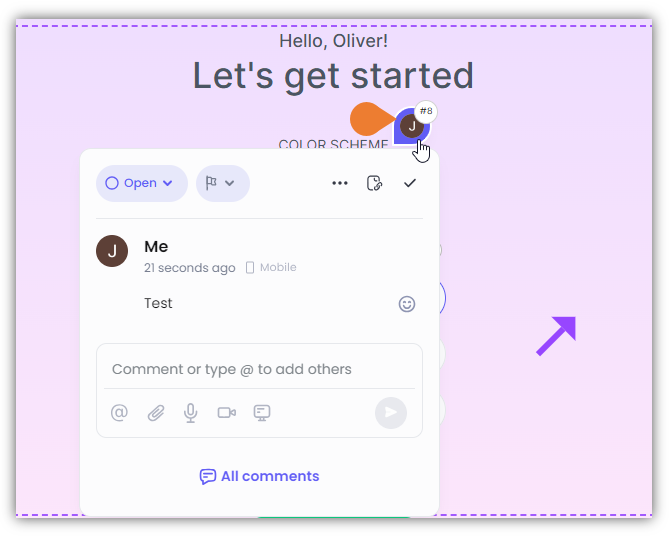 Hello, Oliver!
Let's get started
#8
J
COLOR SCHEME
Open
J
Me
21 seconds ago
Mobile
Test
Comment or type @ to add others
@
All comments